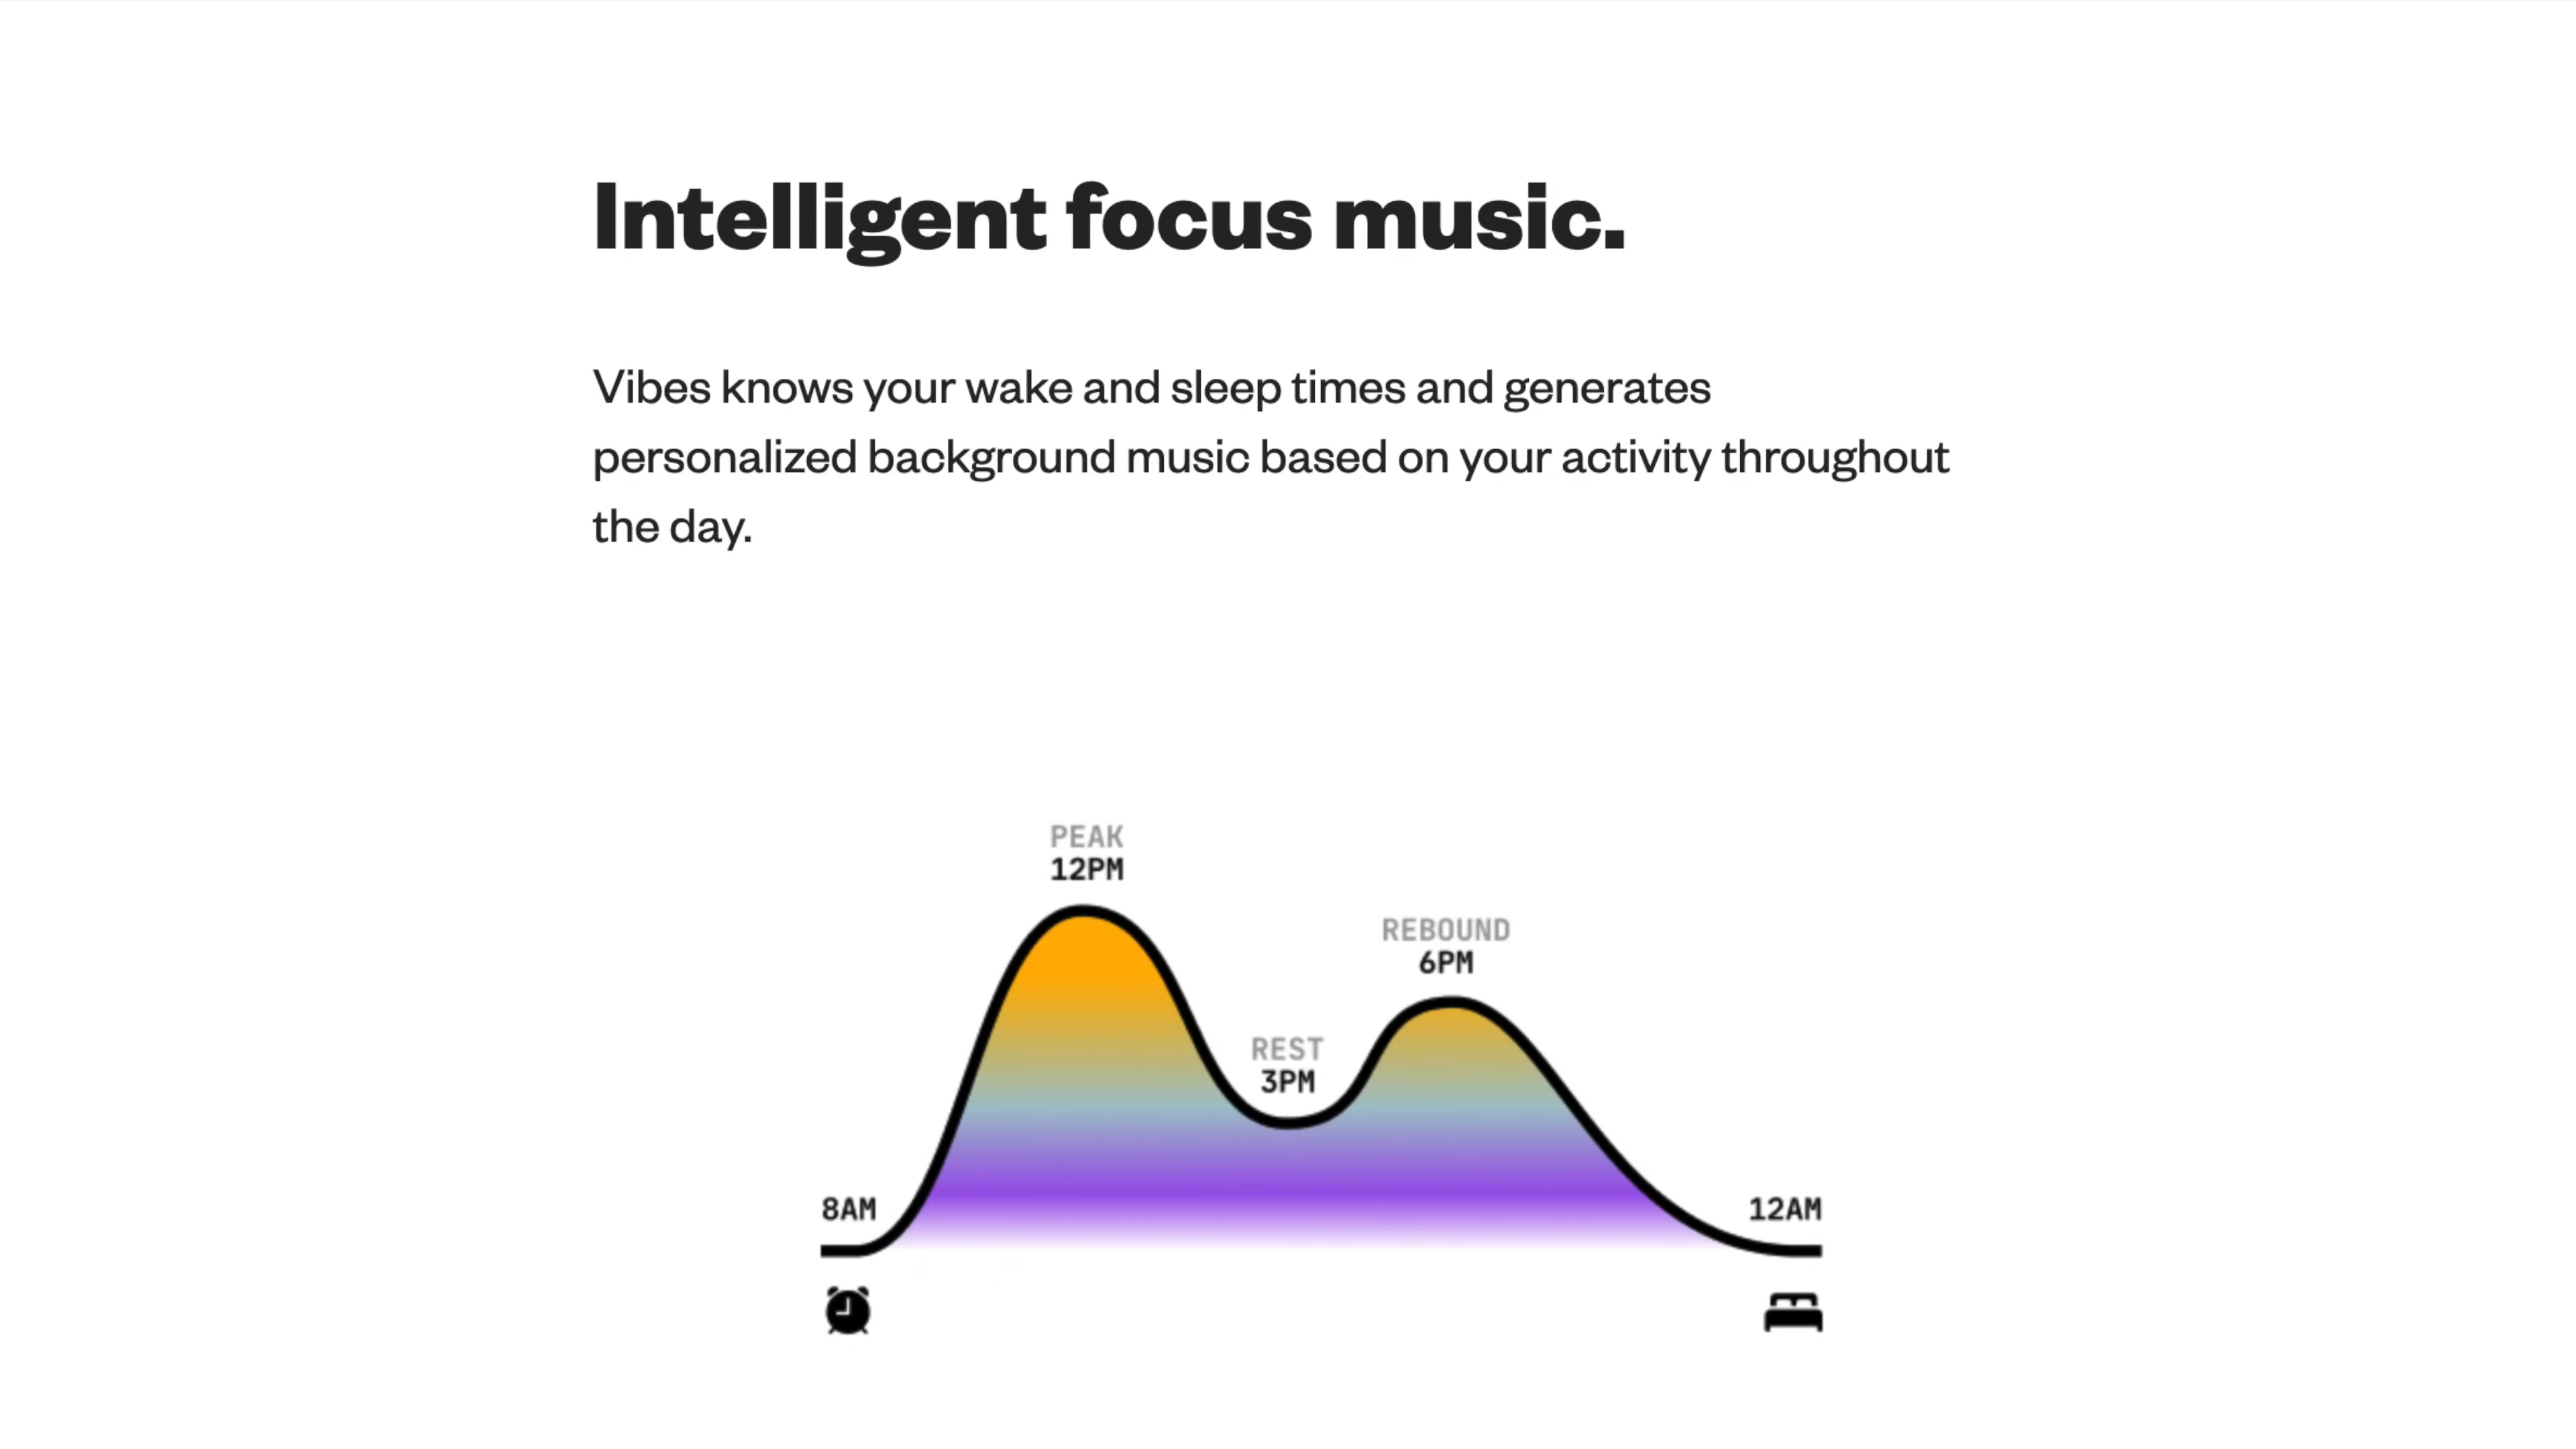 Intelligent focus music.
Vibes knows your wake and sleep times and generates
personalized background music based on your activity throughout
the day.
PEAK
12PM
REBOUND
6PM
REST
3PM
8AM
12AM